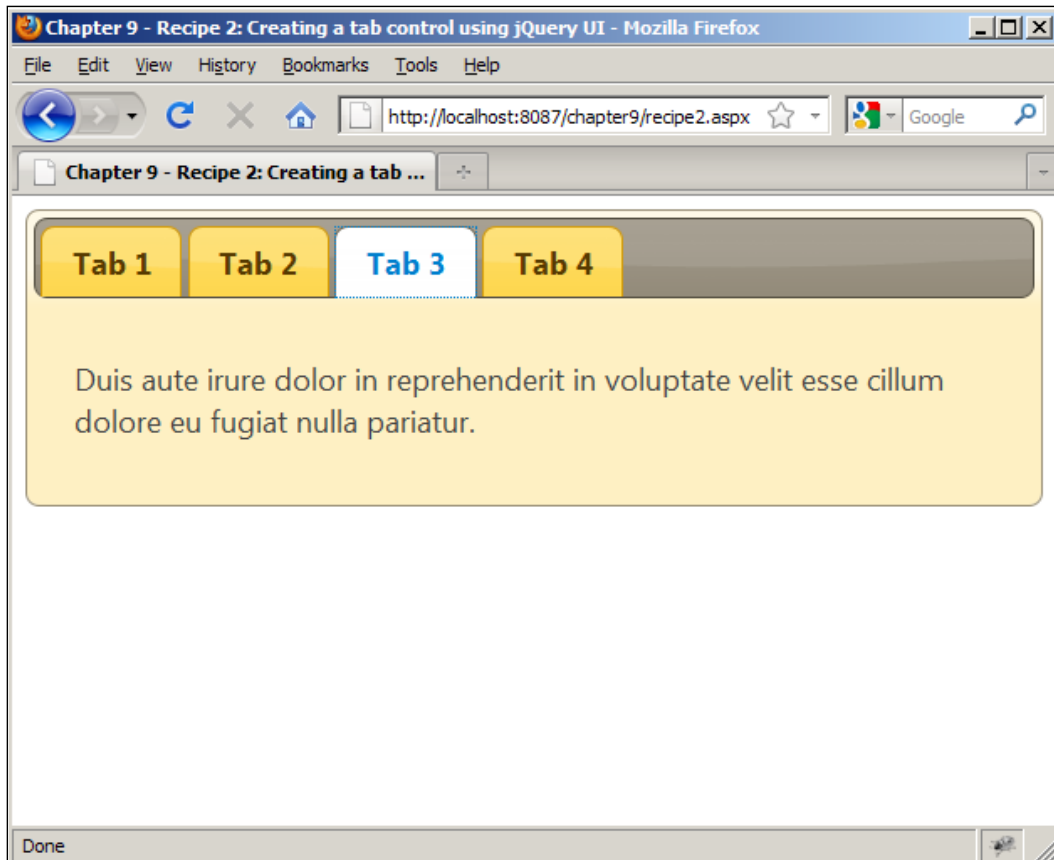 Chapter 9 - Recipe 2: Creating a tab control using jQuery UI - Mozilla Firefox
File Edit View History Bookmarks Tools Help
http://localhost:8087/chapter9/recipe2.aspx Google
Chapter 9 - Recipe 2: Creating a tab ...
Tab 1 Tab 2 Tab 3 Tab 4
Duis aute irure dolor in reprehenderit in voluptate velit esse cillum
dolore eu fugiat nulla pariatur.
Done